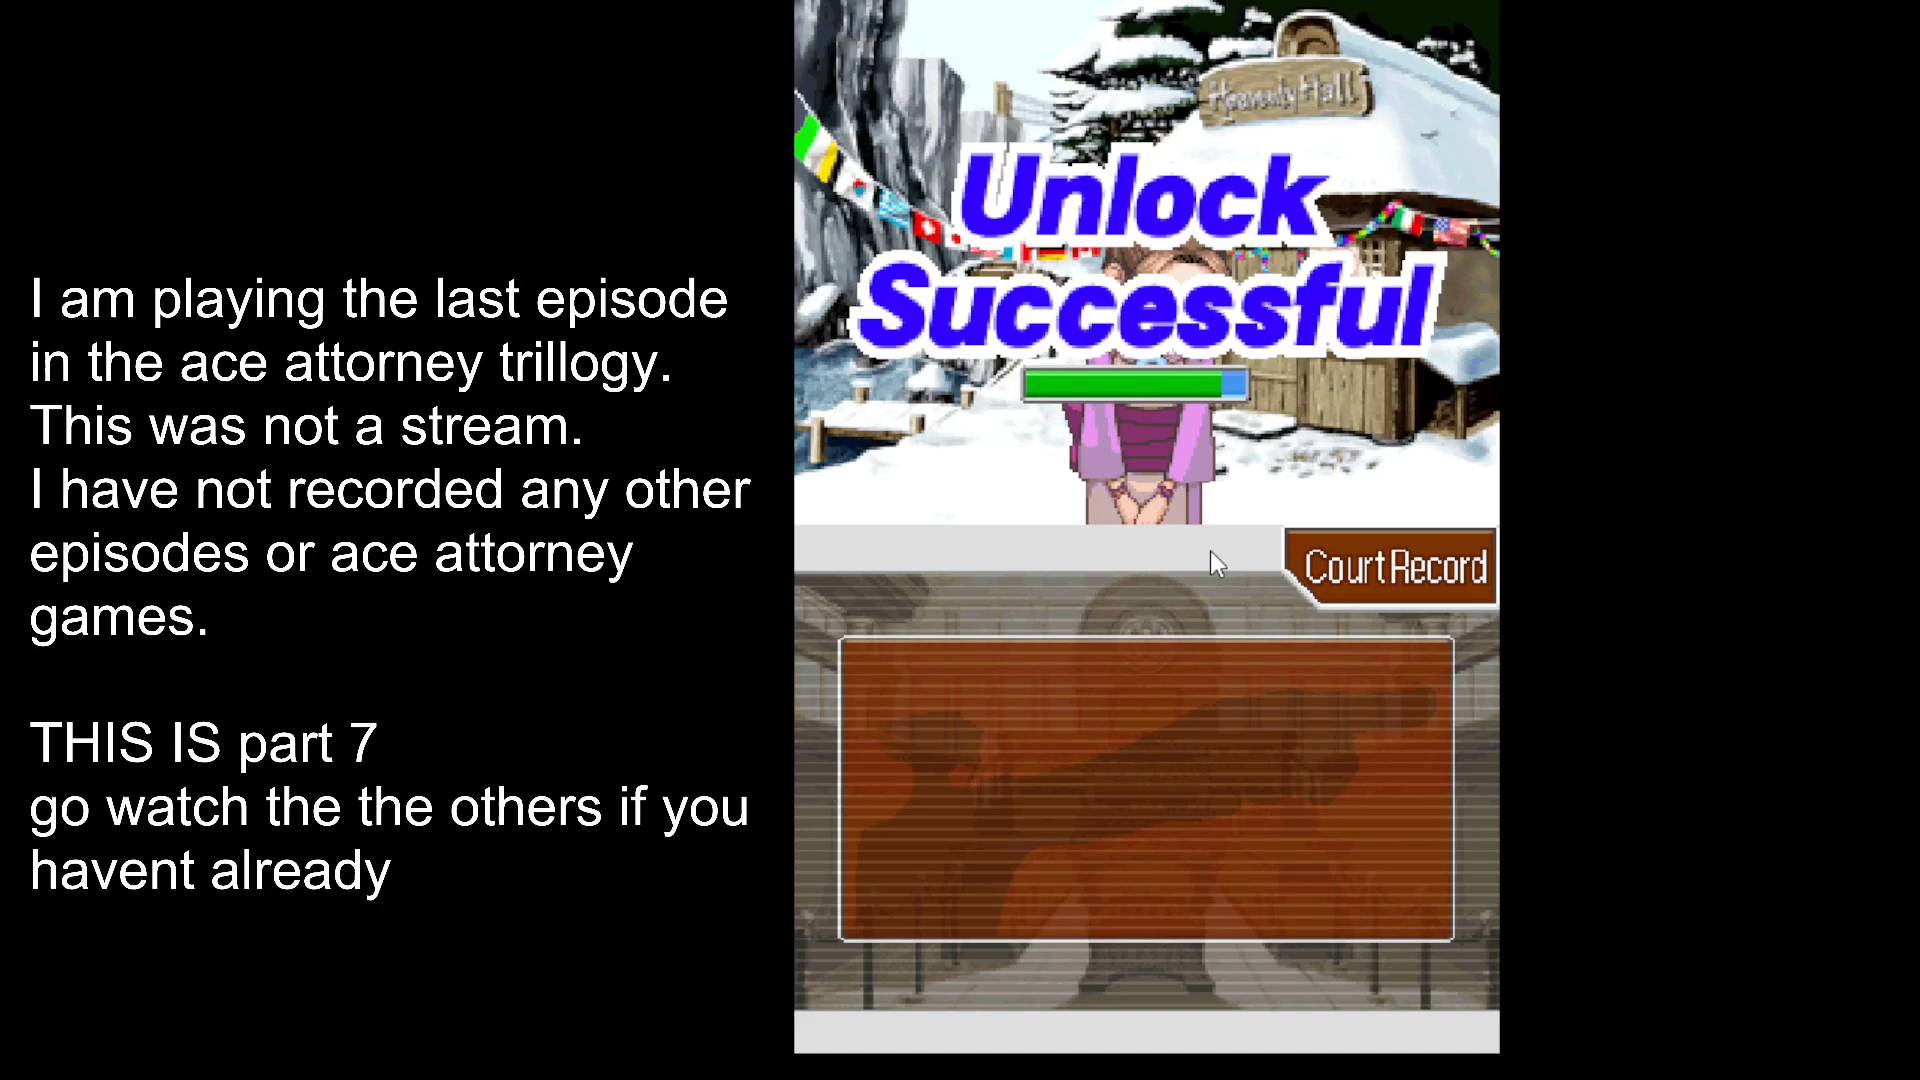 Heavenly Hall
Unlock
Successful
I am playing the last episode
in the ace attorney trillogy.
This was not a stream.
I have not recorded any other
episodes or ace attorney
games.
Court Record
THIS IS part 7
go watch the the others if you
havent already